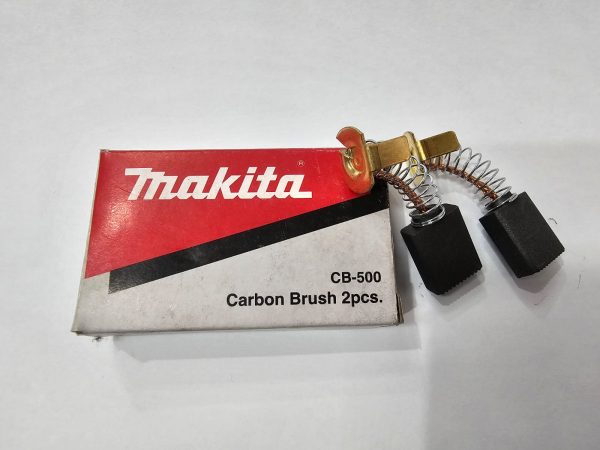 makita®
CB-500
Carbon Brush 2pcs.